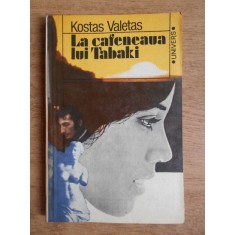 Kostas Valetas
La cafeneaua
lui Tabaki
• UNIVERS •